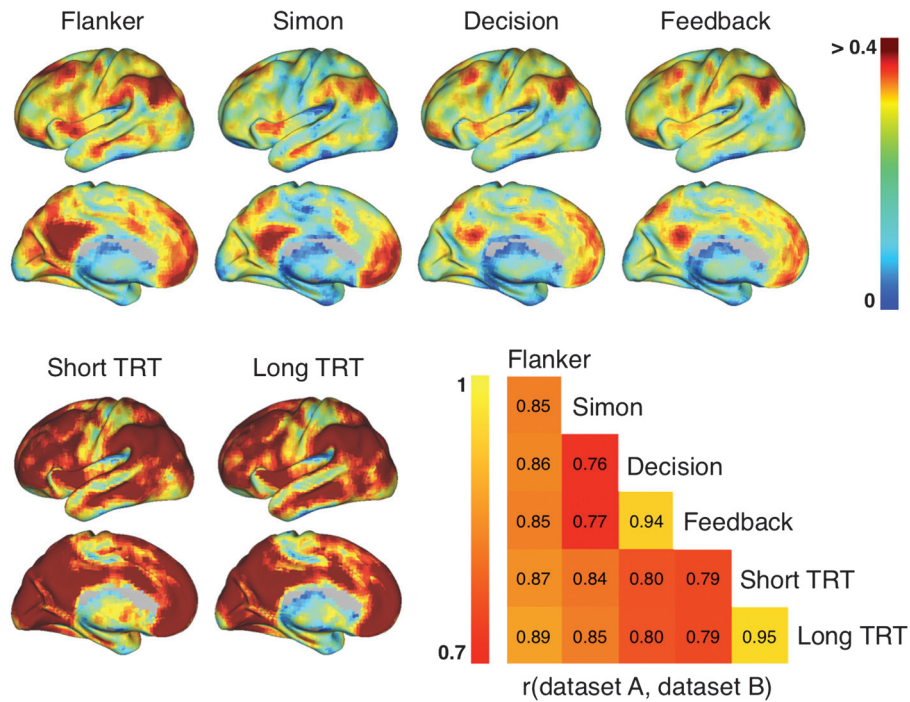 Flanker Simon Decision Feedback
> 0.4
0
Short TRT Long TRT
Flanker
1
0.85 Simon
0.86 0.76 Decision
0.85 0.77 0.94 Feedback
0.87 0.84 0.80 0.79 Short TRT
0.89 0.85 0.80 0.79 0.95 Long TRT
0.7
r(dataset A, dataset B)